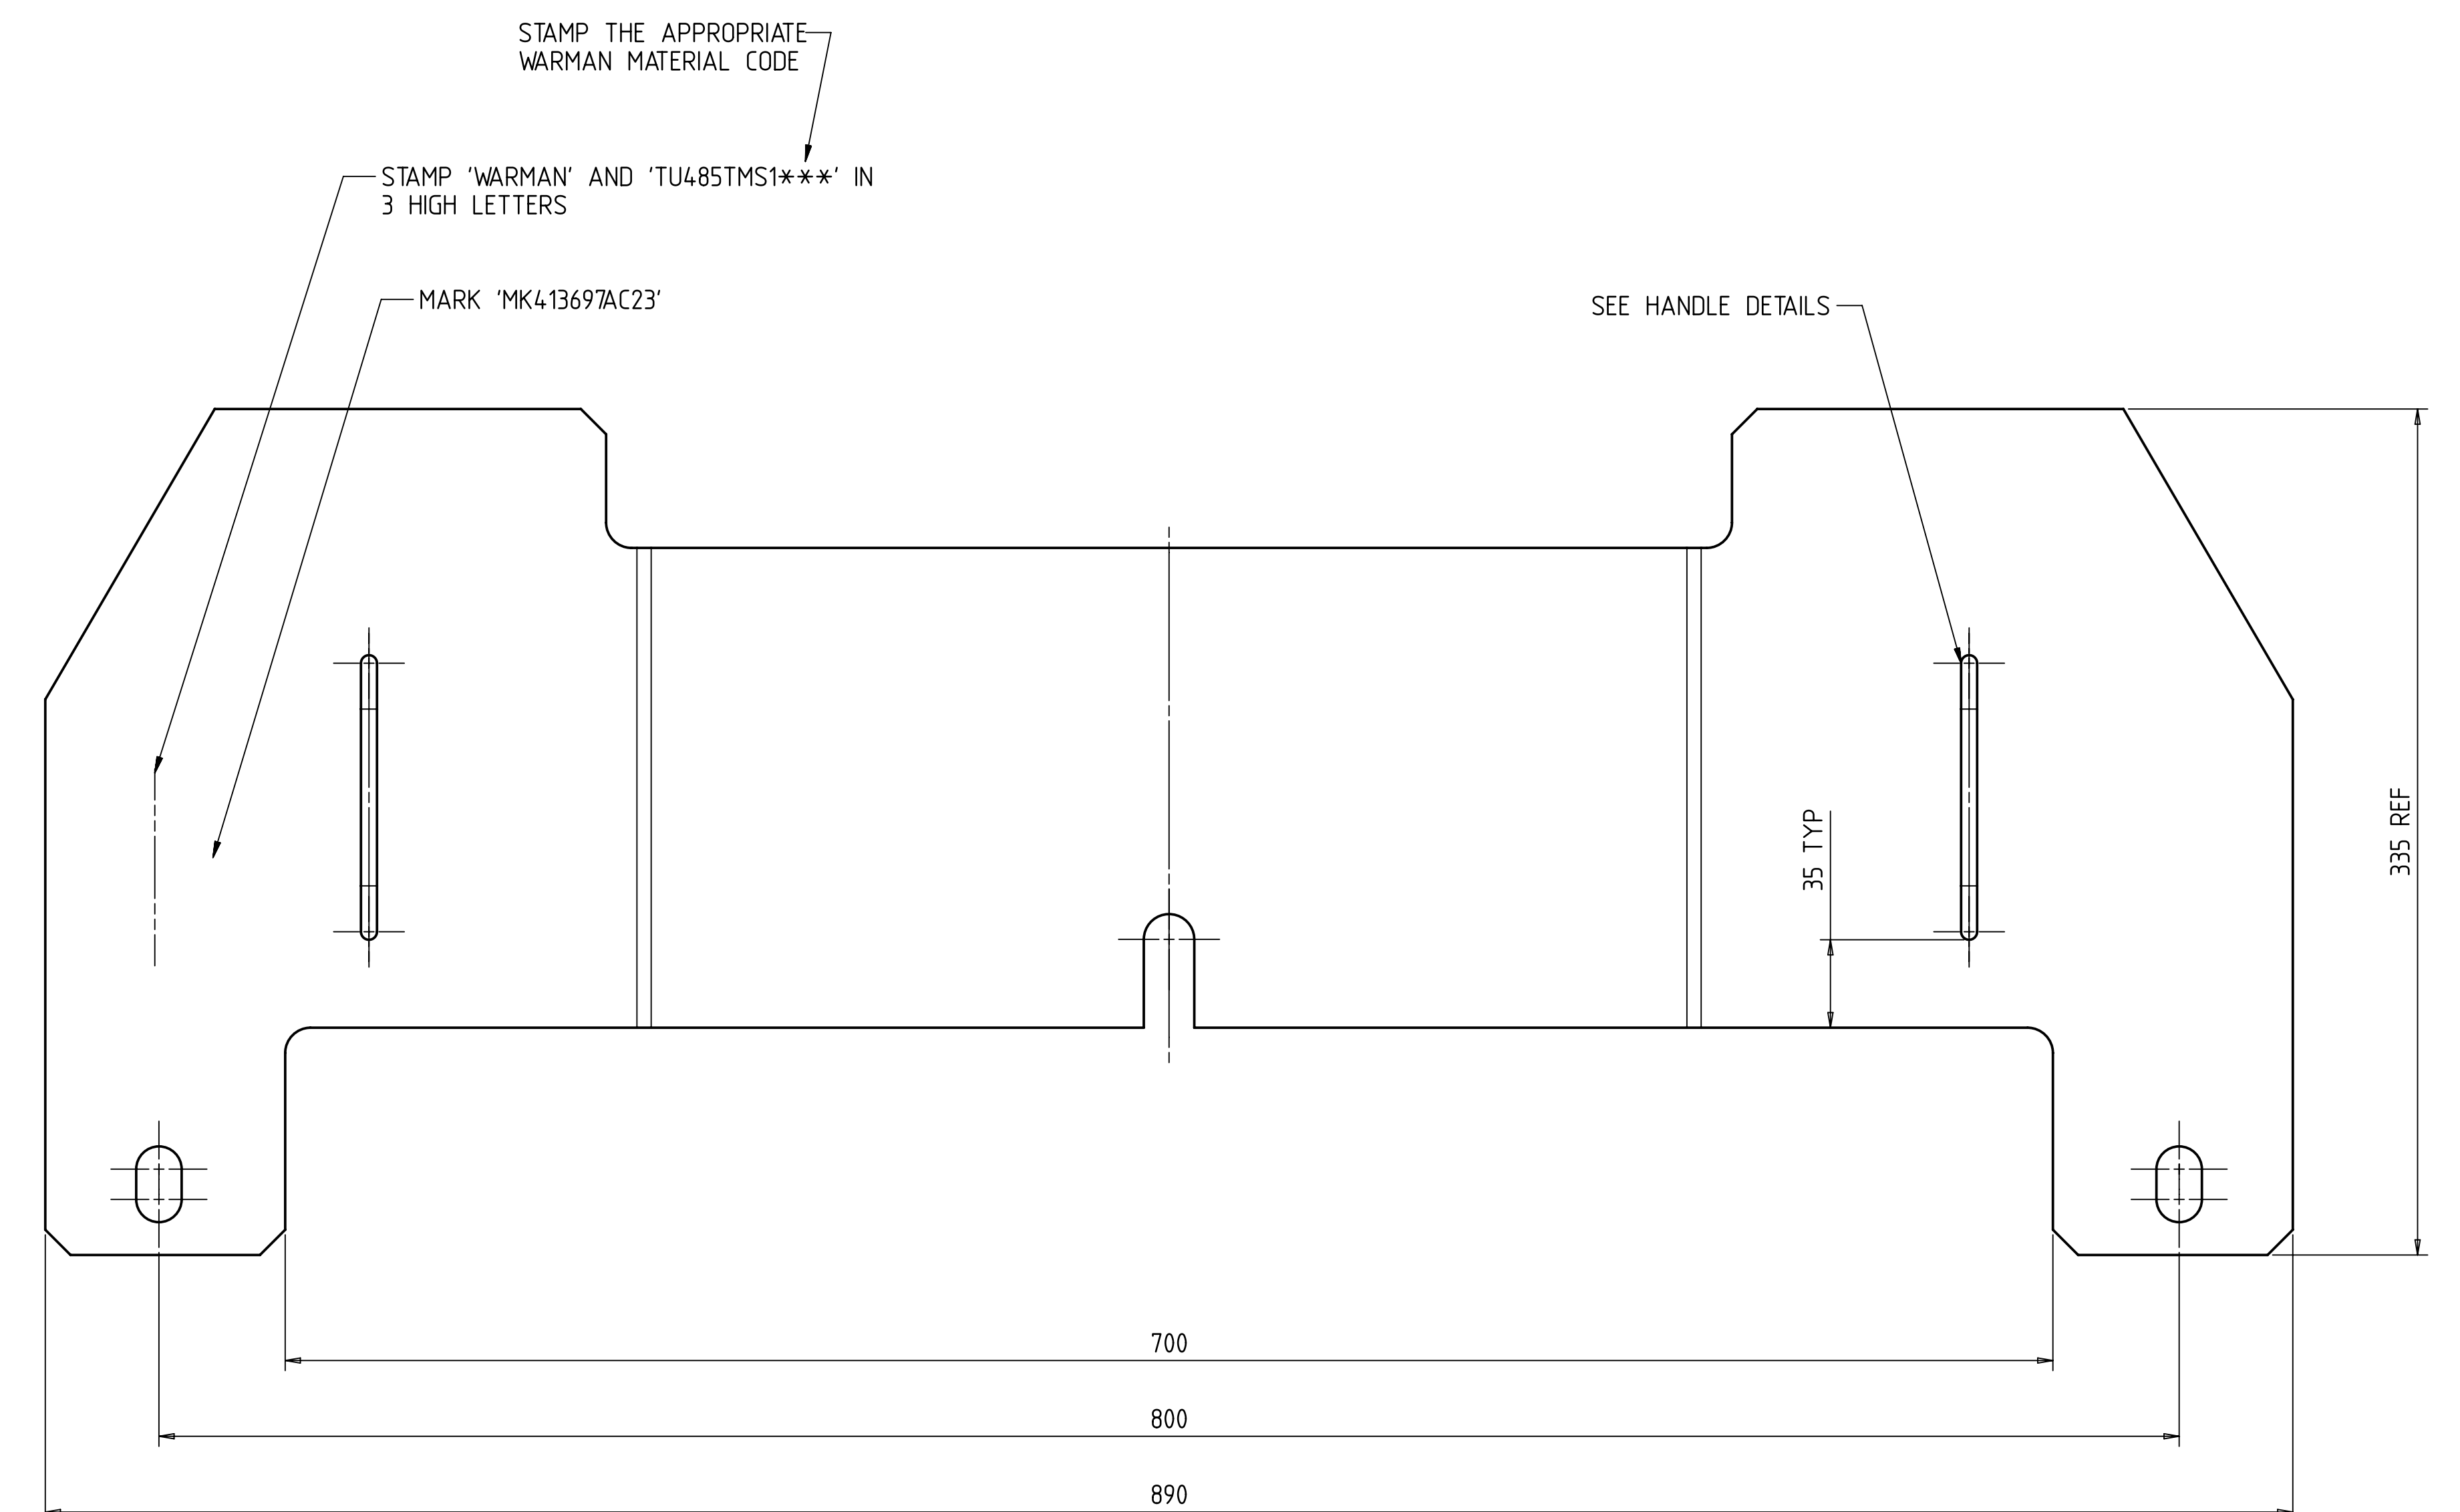 STAMP THE APPROPRIATE
WARMAN MATERIAL CODE
STAMP 'WARMAN' AND 'TU485TMS1***' IN
3 HIGH LETTERS
MARK 'MK413697AC23'
SEE HANDLE DETAILS
35 TYP
335 REF
700
800
890